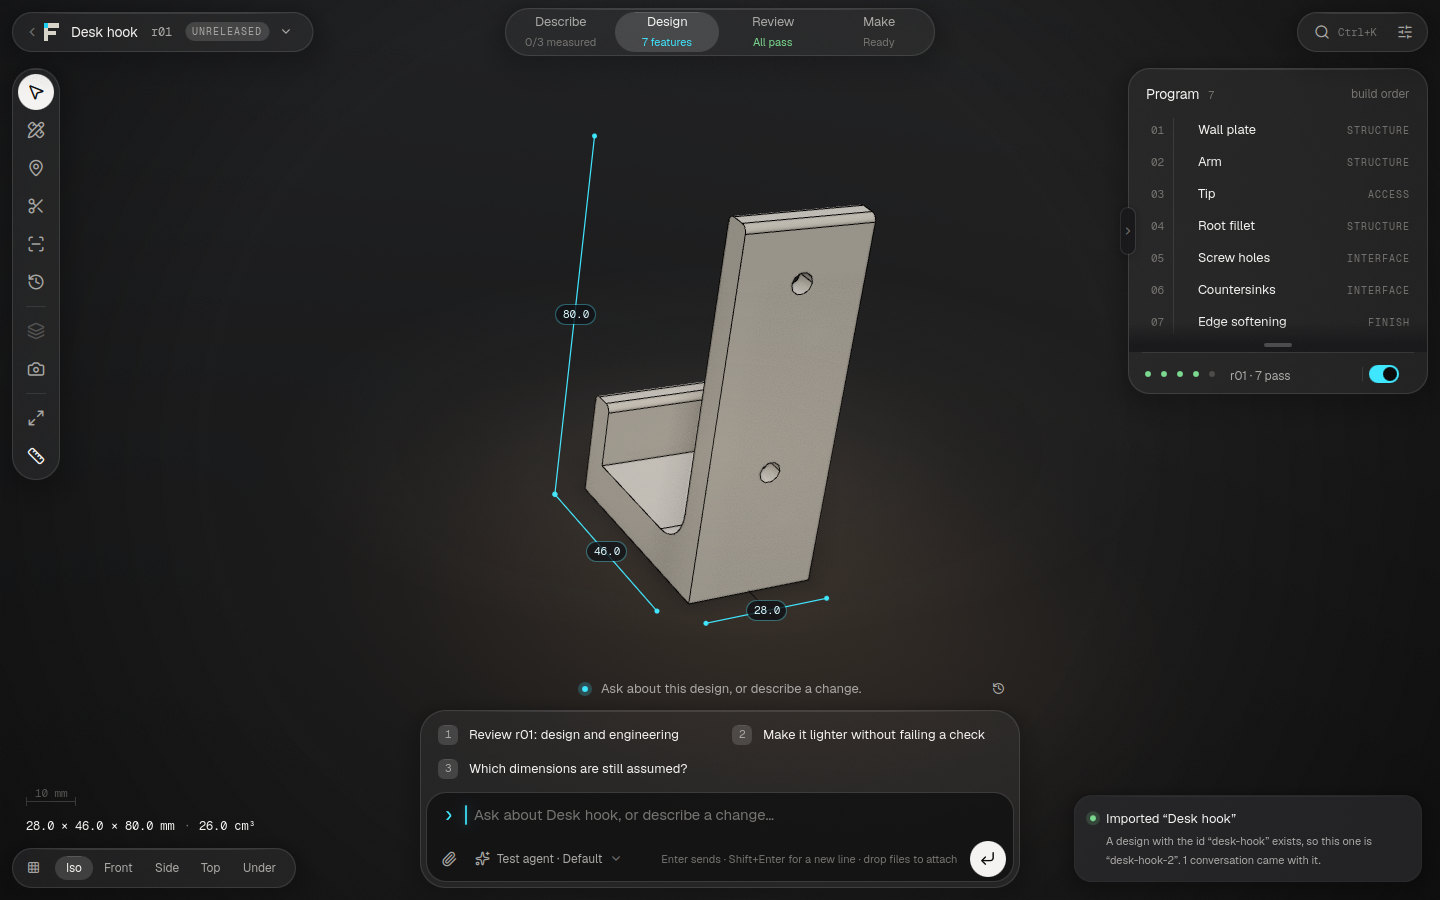 Desk hook r01 UNRELEASED
Describe
0/3 measured
Design
7 features
Review
All pass
Make
Ready
Ctrl+K
Program 7 build order
01 Wall plate STRUCTURE
02 Arm STRUCTURE
03 Tip ACCESS
04 Root fillet STRUCTURE
05 Screw holes INTERFACE
06 Countersinks INTERFACE
07 Edge softening FINISH
r01 · 7 pass
80.0
46.0
28.0
Ask about this design, or describe a change.
1 Review r01: design and engineering
2 Make it lighter without failing a check
3 Which dimensions are still assumed?
Ask about Desk hook, or describe a change…
Test agent · Default
Enter sends · Shift+Enter for a new line · drop files to attach
10 mm
28.0 × 46.0 × 80.0 mm · 26.0 cm³
Iso Front Side Top Under
Imported “Desk hook”
A design with the id “desk-hook” exists, so this one is
“desk-hook-2”. 1 conversation came with it.